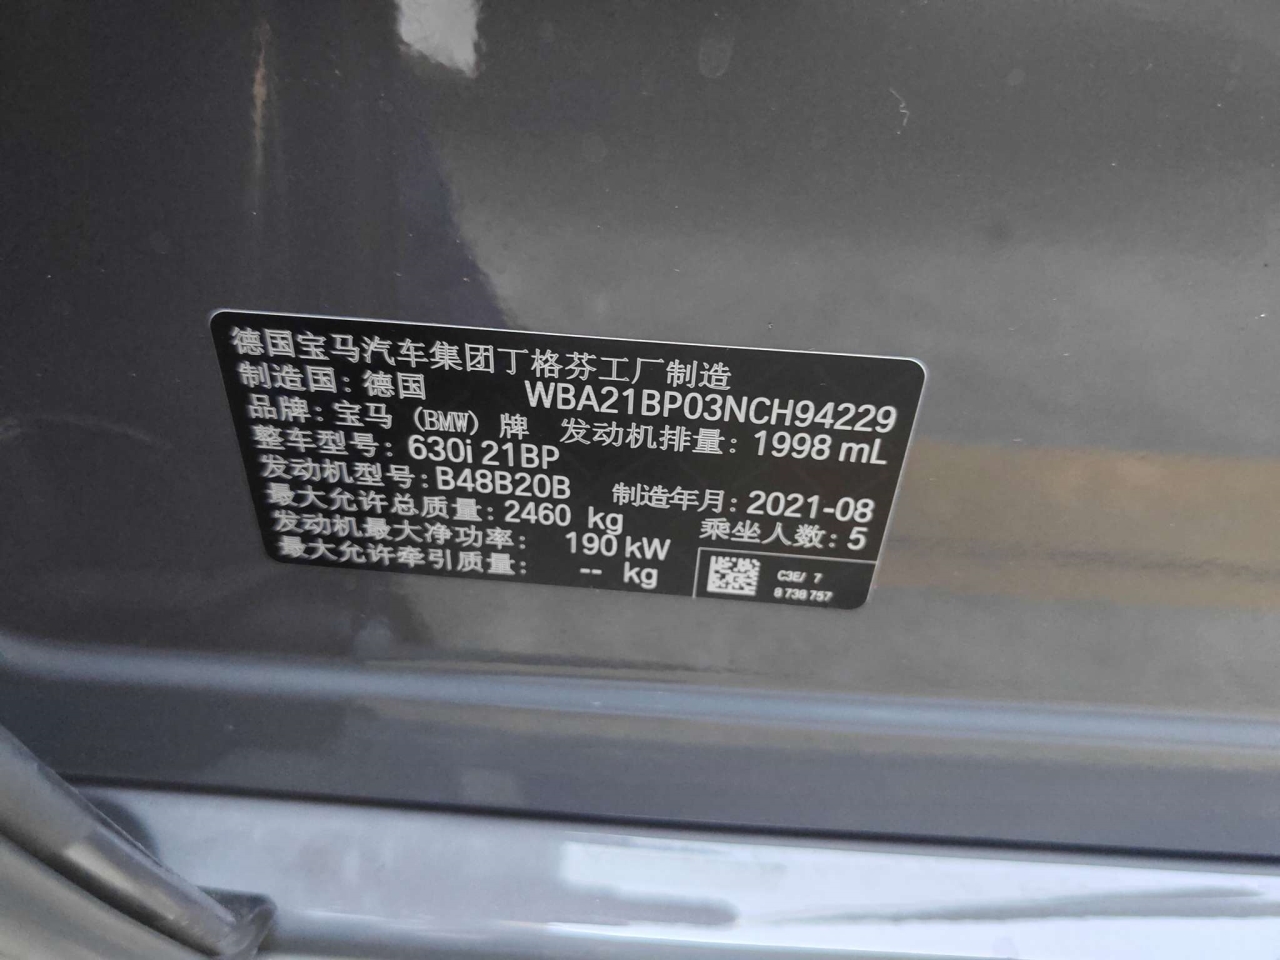 德国宝马汽车集团丁格芬工厂制造
制造国：德国 WBA21BP03NCH94229
品牌：宝马（BMW）牌 发动机排量：1998 mL
整车型号：630i 21BP
发动机型号：B48B20B 制造年月：2021-08
最大允许总质量：2460 kg 乘坐人数：5
发动机最大净功率： 190 kW
最大允许牵引质量： -- kg
C3E/ 7
8 738 757